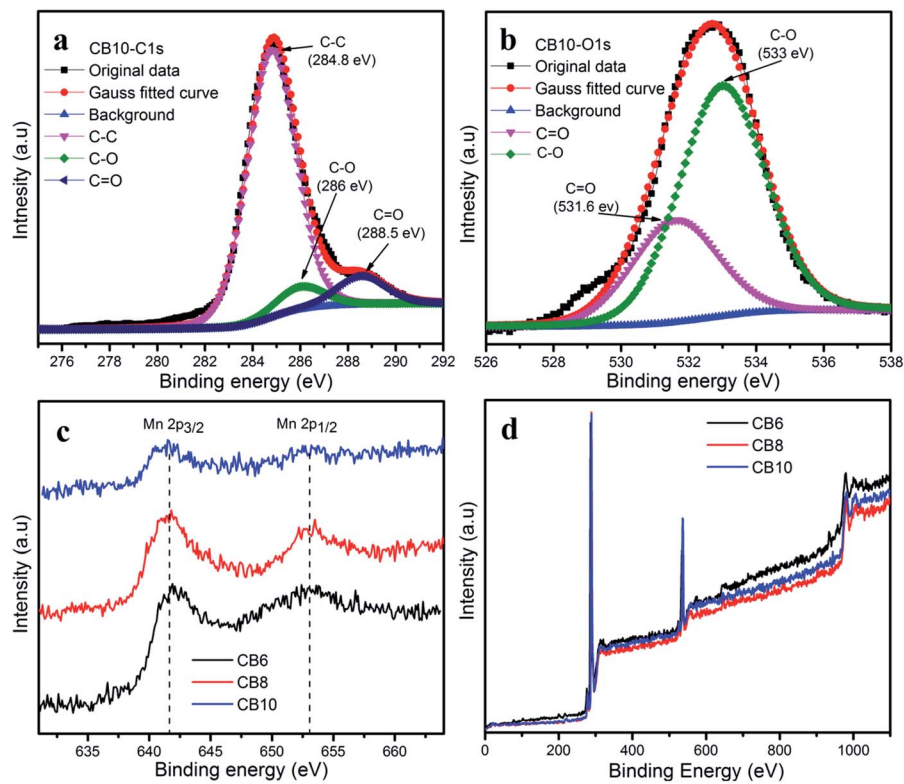 a
CB10-C1s
Original data
Gauss fitted curve
Background
C-C
C-O
C=O
C-C
(284.8 eV)
C-O
(286 eV)
C=O
(288.5 eV)
Intnesity (a.u)
276 278 280 282 284 286 288 290 292
Binding energy (eV)
b
CB10-O1s
Original data
Gauss fitted curve
Background
C=O
C-O
C-O
(533 eV)
C=O
(531.6 ev)
Intensity (a.u)
526 528 530 532 534 536 538
Binding energy (eV)
c
Mn 2p3/2
Mn 2p1/2
CB6
CB8
CB10
Intensity (a.u)
635 640 645 650 655 660
Binding energy (eV)
d
CB6
CB8
CB10
Intensity (a.u)
0 200 400 600 800 1000
Binding Energy (eV)